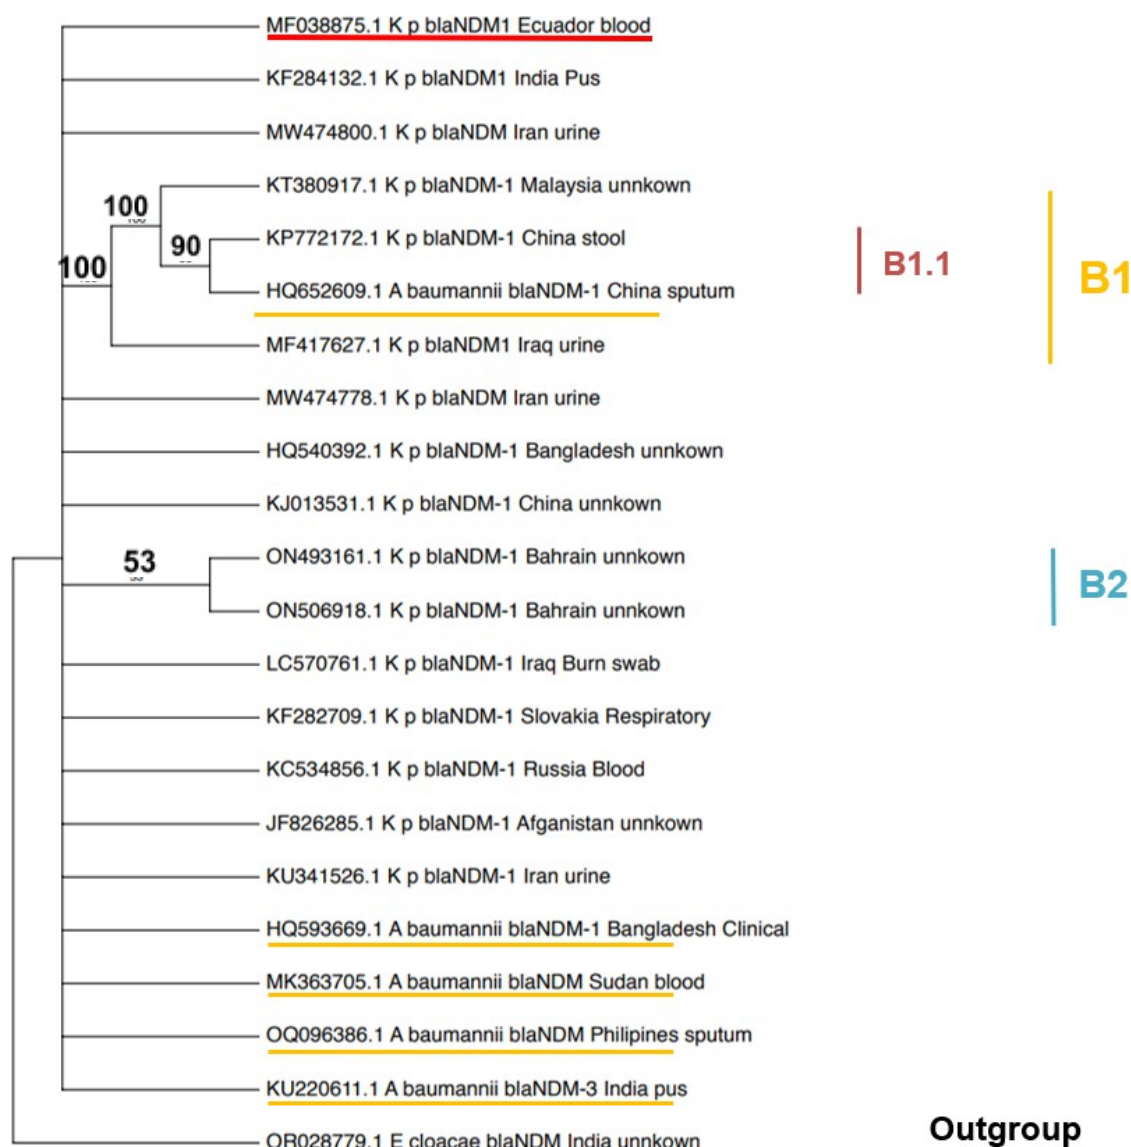 MF038875.1 K p blaNDM1 Ecuador blood
KF284132.1 K p blaNDM1 India Pus
MW474800.1 K p blaNDM Iran urine
KT380917.1 K p blaNDM-1 Malaysia unnkown
100
KP772172.1 K p blaNDM-1 China stool
90
B1.1
100
B1
HQ652609.1 A baumannii blaNDM-1 China sputum
MF417627.1 K p blaNDM1 Iraq urine
MW474778.1 K p blaNDM Iran urine
HQ540392.1 K p blaNDM-1 Bangladesh unnkown
KJ013531.1 K p blaNDM-1 China unnkown
53
ON493161.1 K p blaNDM-1 Bahrain unnkown
B2
ON506918.1 K p blaNDM-1 Bahrain unnkown
LC570761.1 K p blaNDM-1 Iraq Burn swab
KF282709.1 K p blaNDM-1 Slovakia Respiratory
KC534856.1 K p blaNDM-1 Russia Blood
JF826285.1 K p blaNDM-1 Afganistan unnkown
KU341526.1 K p blaNDM-1 Iran urine
HQ593669.1 A baumannii blaNDM-1 Bangladesh Clinical
MK363705.1 A baumannii blaNDM Sudan blood
OQ096386.1 A baumannii blaNDM Philipines sputum
KU220611.1 A baumannii blaNDM-3 India pus
Outgroup
OR028779.1 E cloacae blaNDM India unnkown